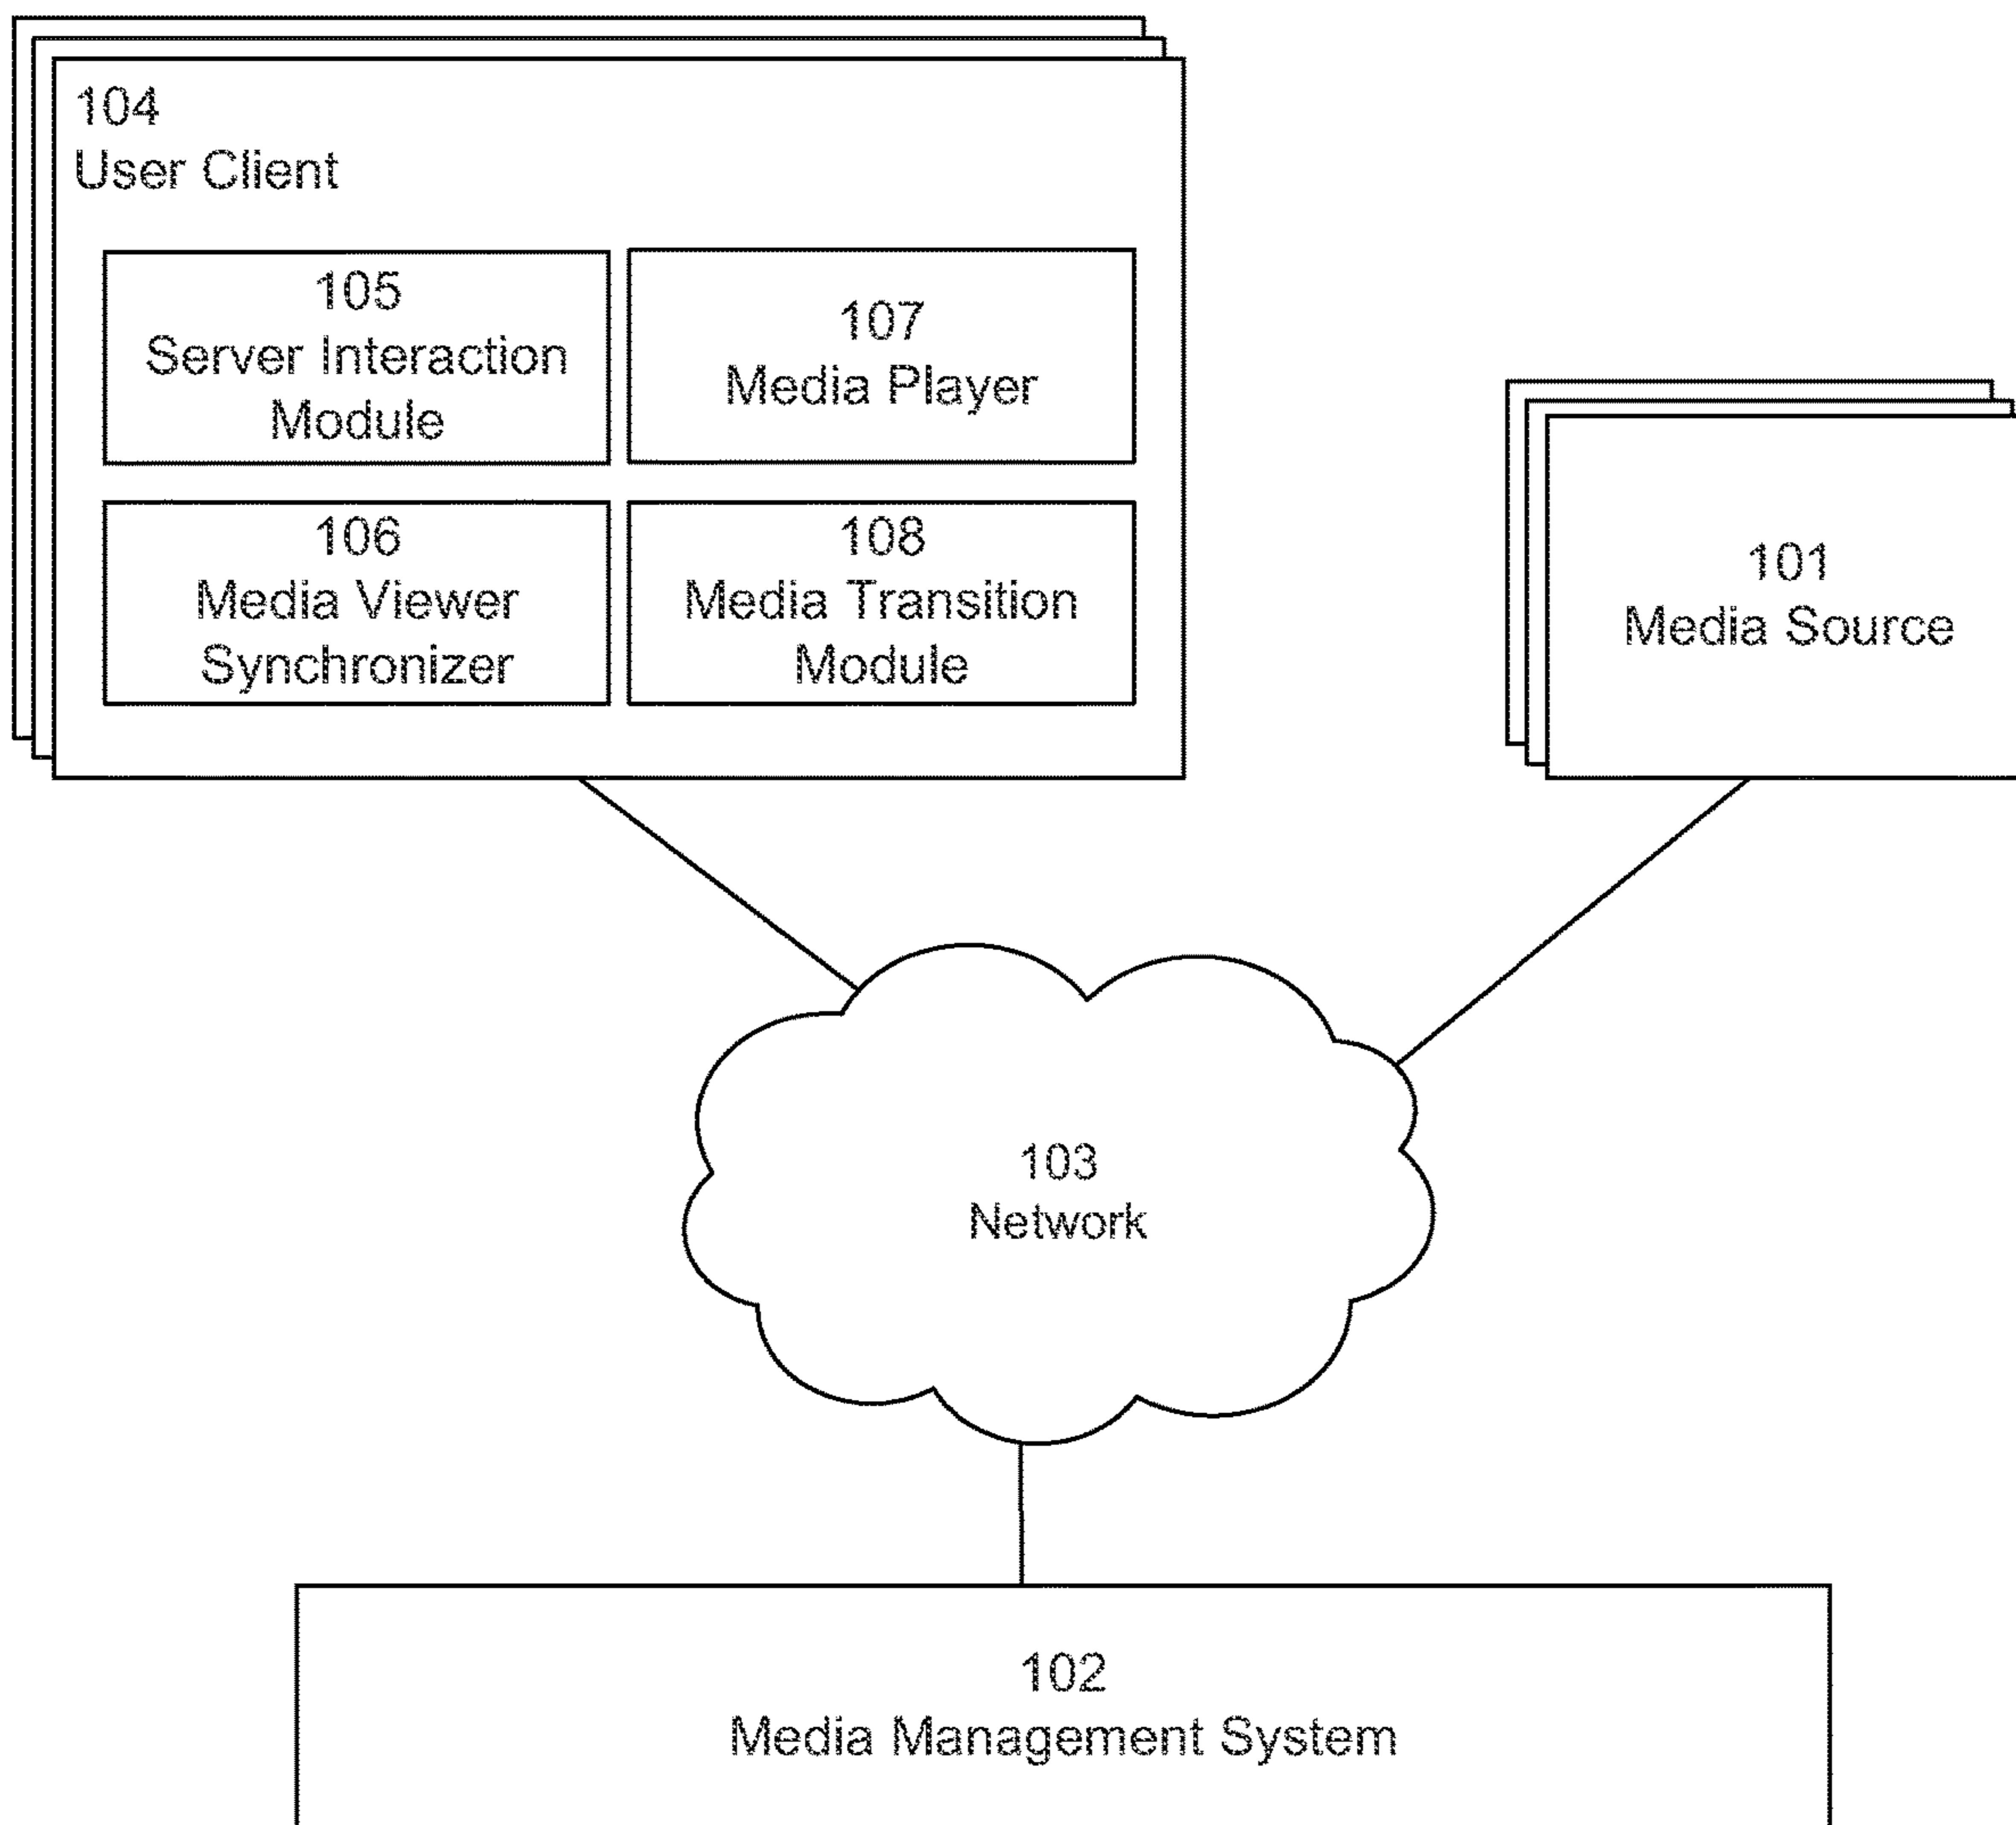 104
User Client
105
Server Interaction
Module
107
Media Player
106
Media Viewer
Synchronizer
108
Media Transition
Module
101
Media Source
103
Network
102
Media Management System